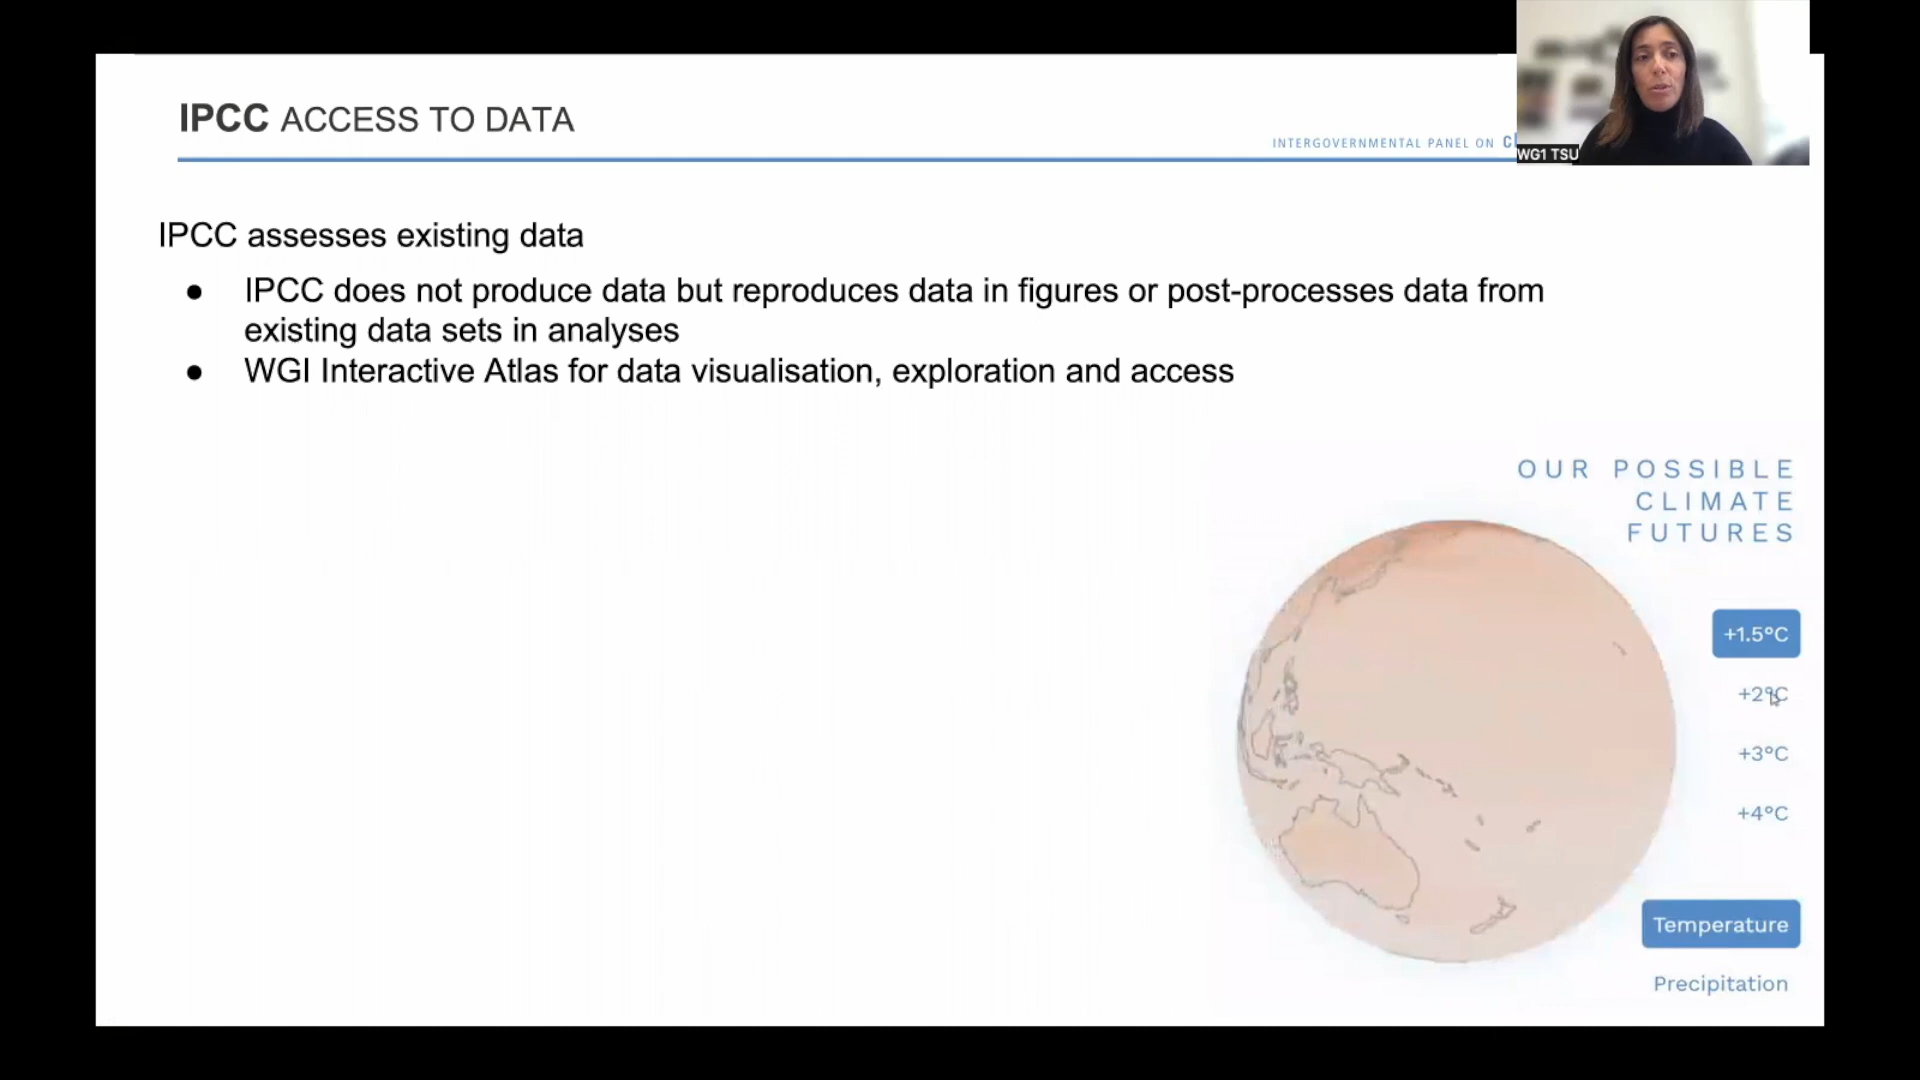 IPCC ACCESS TO DATA
INTERGOVERNMENTAL PANEL ON
WG1 TSU
IPCC assesses existing data
● IPCC does not produce data but reproduces data in figures or post-processes data from
existing data sets in analyses
● WGI Interactive Atlas for data visualisation, exploration and access
OUR POSSIBLE
CLIMATE
FUTURES
+1.5°C
+2°C
+3°C
+4°C
Temperature
Precipitation